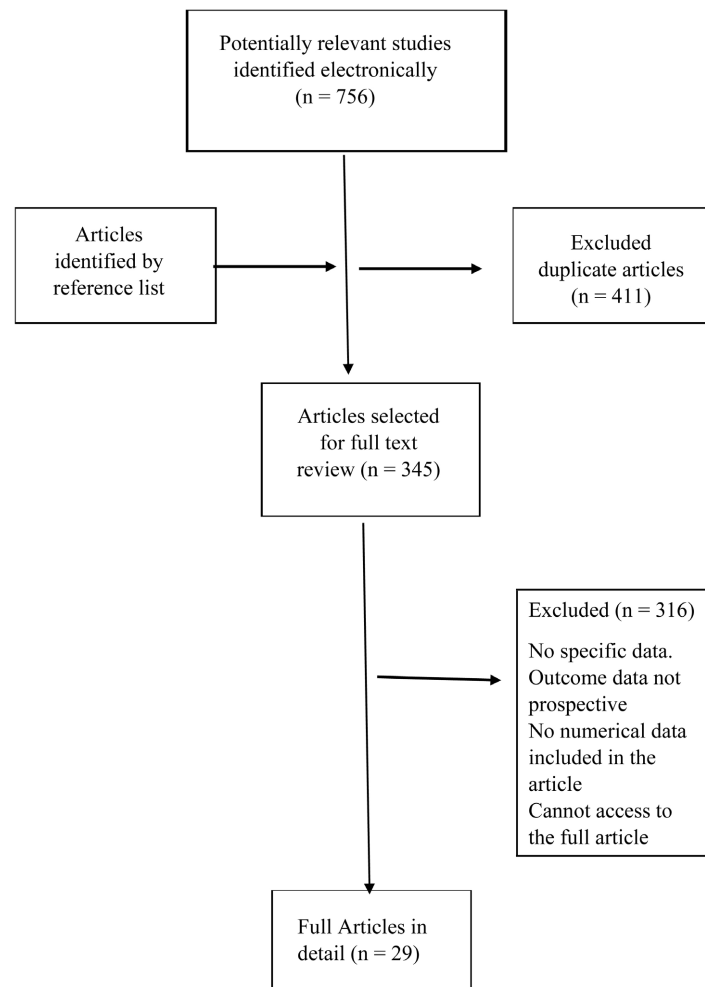 Potentially relevant studies
identified electronically
(n = 756)
Articles
identified by
reference list
Excluded
duplicate articles
(n = 411)
Articles selected
for full text
review (n = 345)
Excluded (n = 316)
No specific data.
Outcome data not
prospective
No numerical data
included in the
article
Cannot access to
the full article
Full Articles in
detail (n = 29)